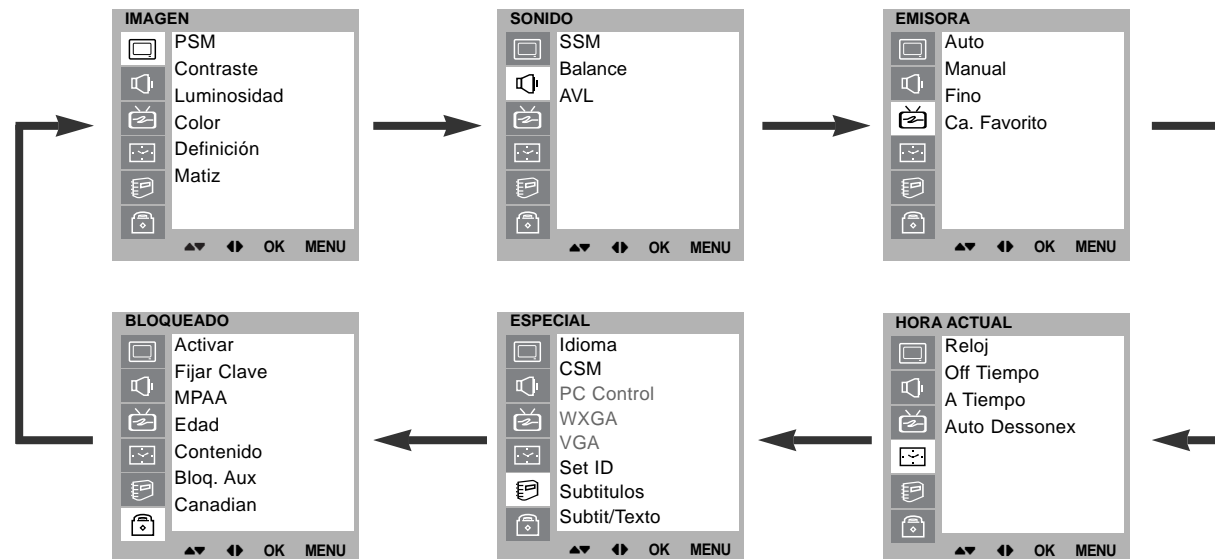 IMAGEN
PSM
Contraste
Luminosidad
Color
Definición
Matiz
OK MENU
SONIDO
SSM
Balance
AVL
OK MENU
EMISORA
Auto
Manual
Fino
Ca. Favorito
OK MENU
BLOQUEADO
Activar
Fijar Clave
MPAA
Edad
Contenido
Bloq. Aux
Canadian
OK MENU
ESPECIAL
Idioma
CSM
PC Control
WXGA
VGA
Set ID
Subtitulos
Subtit/Texto
OK MENU
HORA ACTUAL
Reloj
Off Tiempo
A Tiempo
Auto Dessonex
OK MENU